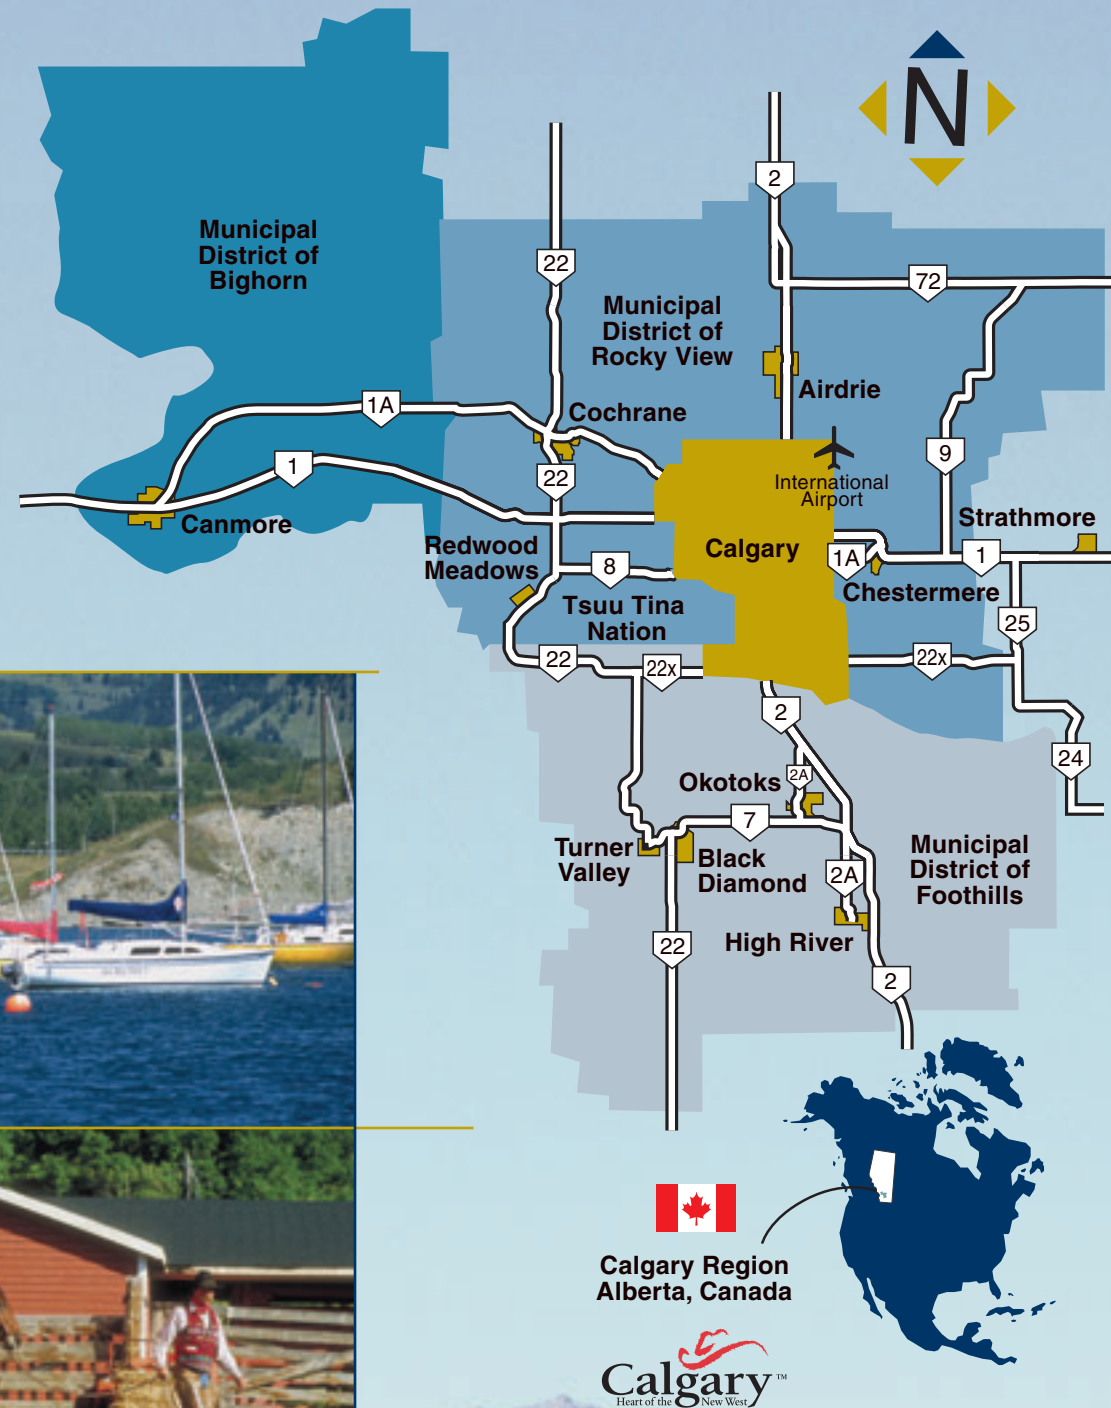 N
2
Municipal
District of
Bighorn
22
72
Municipal
District of
Rocky View
Airdrie
1A
Cochrane
9
1
22
International
Airport
Canmore
Strathmore
Redwood
Meadows
Calgary
1A
1
8
Chestermere
Tsuu Tina
Nation
25
22
22x
22x
2
24
2A
Okotoks
7
Turner
Valley
Black
Diamond
2A
Municipal
District of
Foothills
High River
22
2
Calgary Region
Alberta, Canada
Calgary™
Heart of the New West